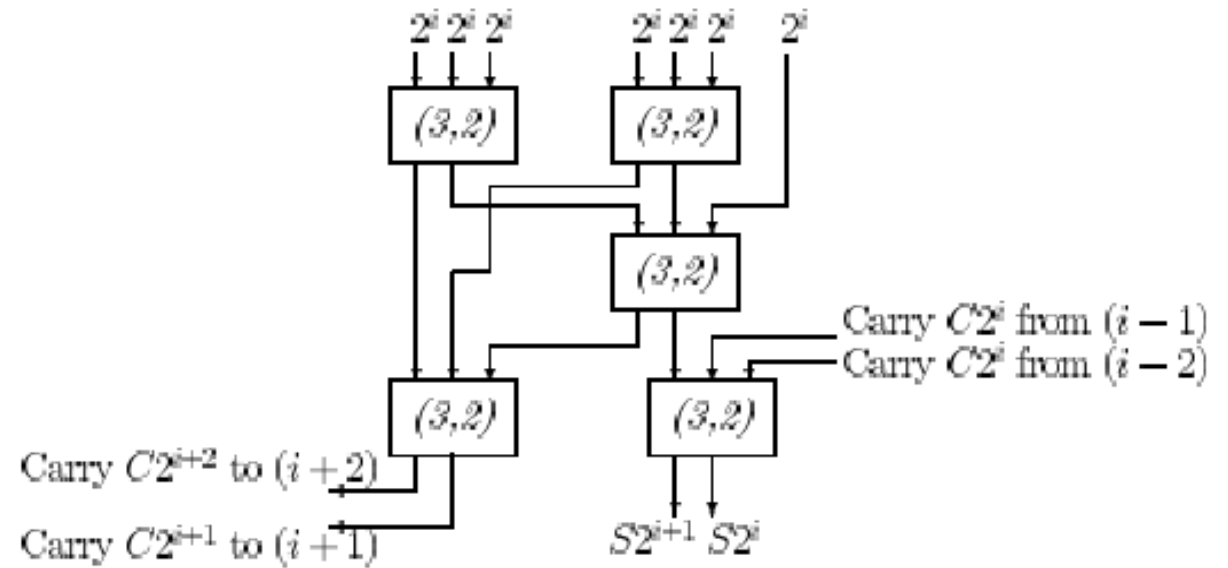 2ⁱ 2ⁱ 2ⁱ 2ⁱ 2ⁱ 2ⁱ 2ⁱ
(3,2) (3,2)
(3,2)
Carry C2ⁱ from (i − 1)
Carry C2ⁱ from (i − 2)
(3,2) (3,2)
Carry C2ⁱ⁺² to (i + 2)
Carry C2ⁱ⁺¹ to (i + 1)
S2ⁱ⁺¹ S2ⁱ